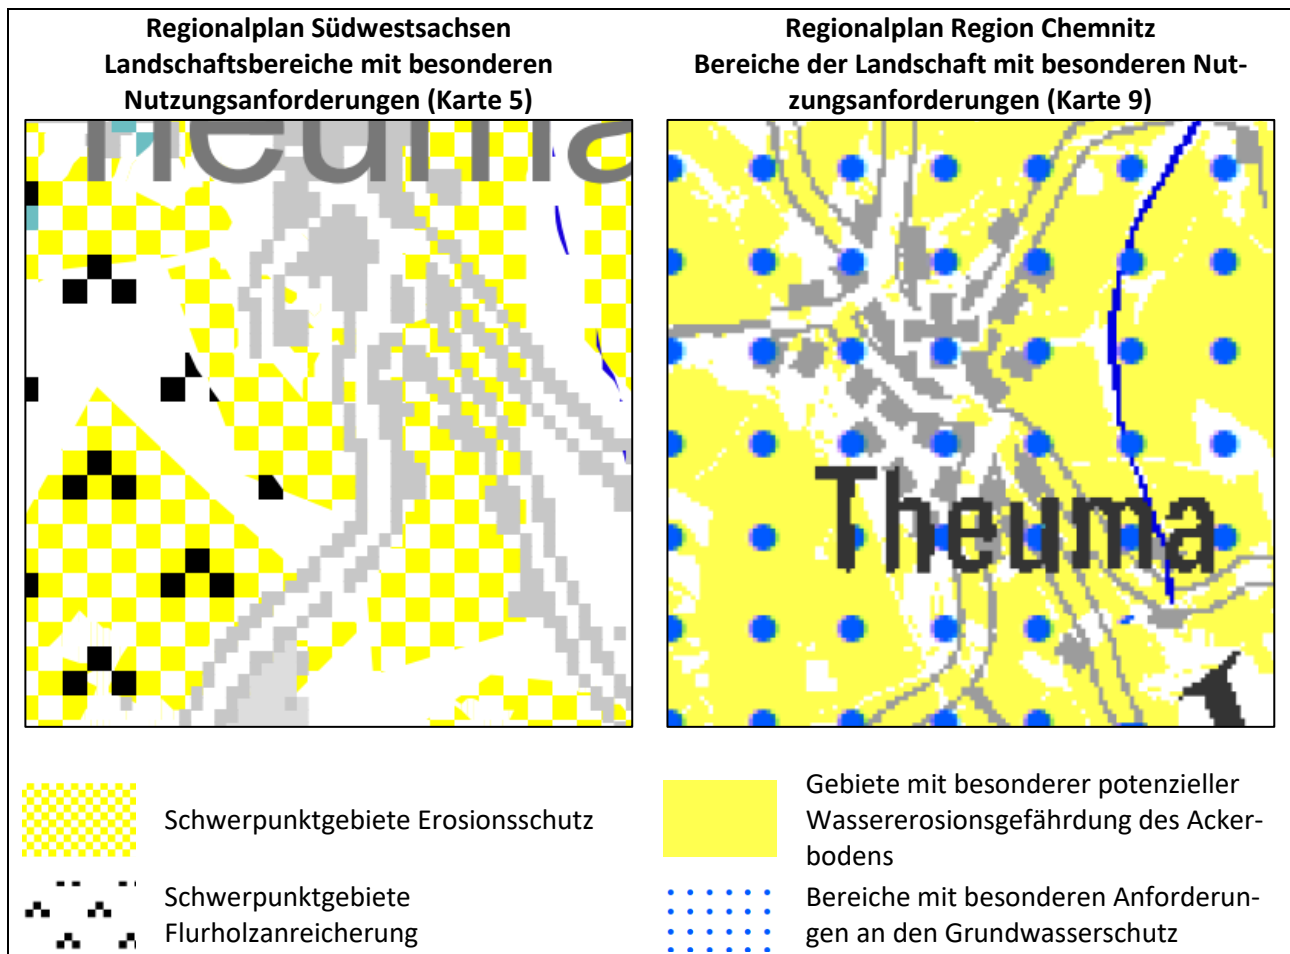 Regionalplan Südwestsachsen
Landschaftsbereiche mit besonderen
Nutzungsanforderungen (Karte 5)
Regionalplan Region Chemnitz
Bereiche der Landschaft mit besonderen Nut-
zungsanforderungen (Karte 9)
heuma
Theuma
Schwerpunktgebiete Erosionsschutz
Schwerpunktgebiete
Flurholzanreicherung
Gebiete mit besonderer potenzieller
Wassererosionsgefährdung des Acker-
bodens
Bereiche mit besonderen Anforderun-
gen an den Grundwasserschutz